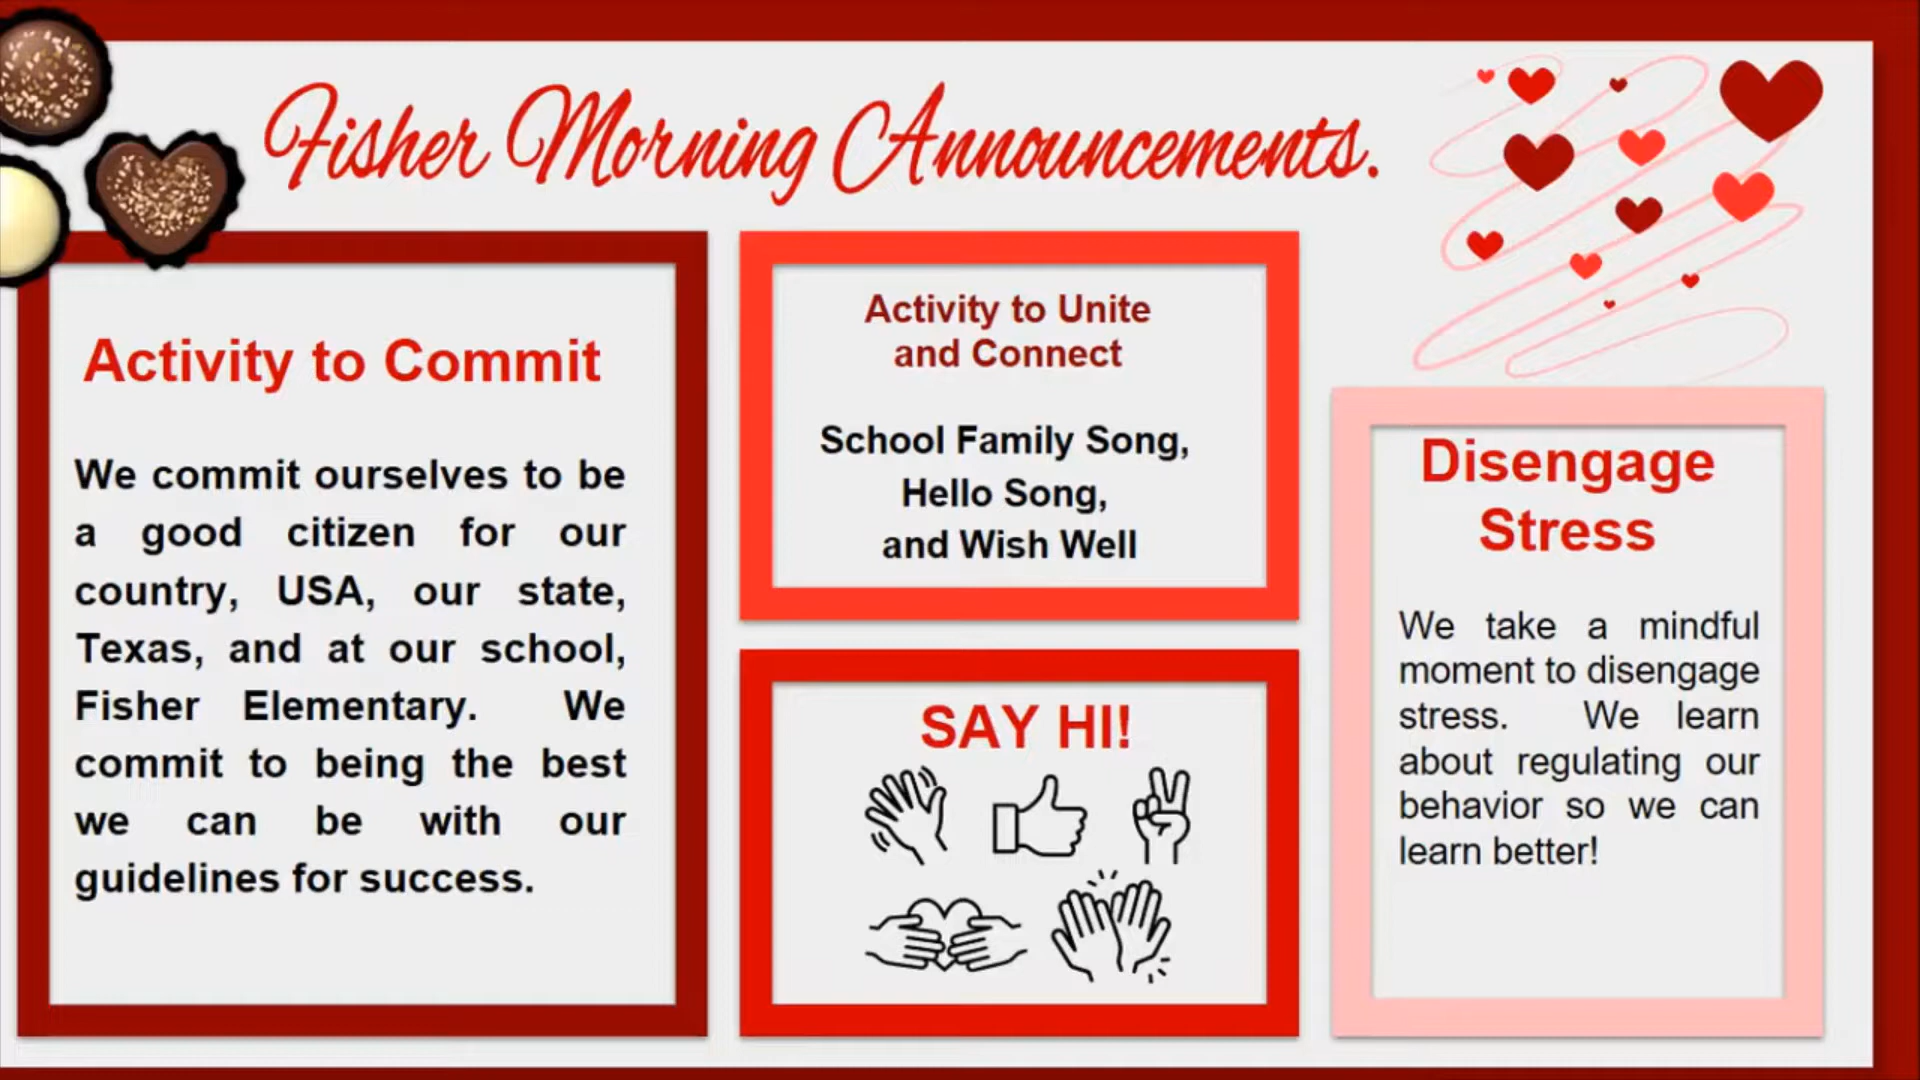 Fisher Morning Announcements.
Activity to Commit
We commit ourselves to be
a good citizen for our
country, USA, our state,
Texas, and at our school,
Fisher Elementary. We
commit to being the best
we can be with our
guidelines for success.
Activity to Unite
and Connect
School Family Song,
Hello Song,
and Wish Well
SAY HI!
Disengage
Stress
We take a mindful
moment to disengage
stress. We learn
about regulating our
behavior so we can
learn better!